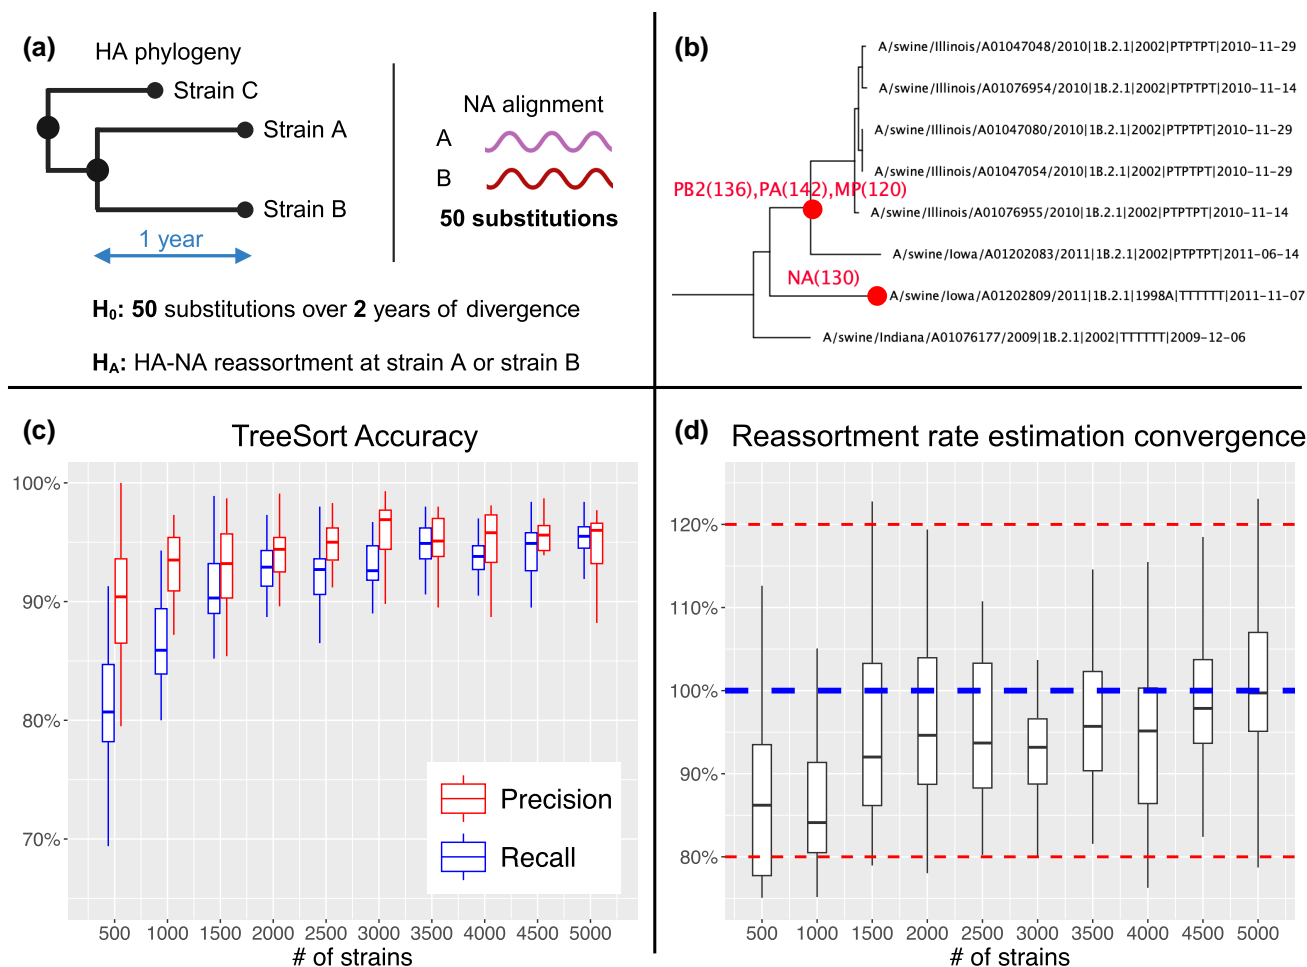 (a)
HA phylogeny
Strain C
Strain A
Strain B
1 year
NA alignment
A
B
50 substitutions
H0: 50 substitutions over 2 years of divergence
HA: HA-NA reassortment at strain A or strain B
(b)
A/swine/Illinois/A01047048/2010|1B.2.1|2002|PTPTPT|2010-11-29
A/swine/Illinois/A01076954/2010|1B.2.1|2002|PTPTPT|2010-11-14
A/swine/Illinois/A01047080/2010|1B.2.1|2002|PTPTPT|2010-11-29
A/swine/Illinois/A01047054/2010|1B.2.1|2002|PTPTPT|2010-11-29
PB2(136),PA(142),MP(120)
A/swine/Illinois/A01076955/2010|1B.2.1|2002|PTPTPT|2010-11-14
A/swine/Iowa/A01202083/2011|1B.2.1|2002|PTPTPT|2011-06-14
NA(130)
A/swine/Iowa/A01202809/2011|1B.2.1|1998A|TTTTTT|2011-11-07
A/swine/Indiana/A01076177/2009|1B.2.1|2002|TTTTTT|2009-12-06
(c)
TreeSort Accuracy
100%
90%
80%
70%
Precision
Recall
500 1000 1500 2000 2500 3000 3500 4000 4500 5000
# of strains
(d)
Reassortment rate estimation convergence
120%
110%
100%
90%
80%
500 1000 1500 2000 2500 3000 3500 4000 4500 5000
# of strains